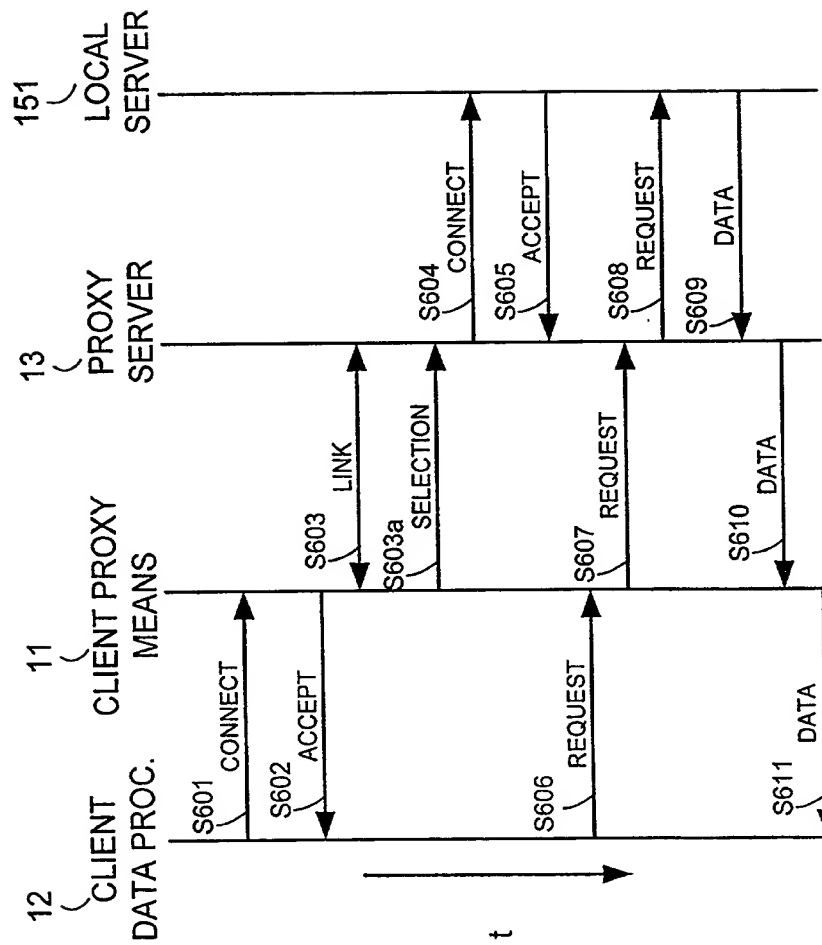 12
CLIENT
DATA PROC.
11
CLIENT PROXY
MEANS
13
PROXY
SERVER
151
LOCAL
SERVER
S601
CONNECT
S602
ACCEPT
S603
LINK
S603a
SELECTION
S604
CONNECT
S605
ACCEPT
S606
REQUEST
S607
REQUEST
S608
REQUEST
S609
DATA
S610
DATA
S611
DATA
t